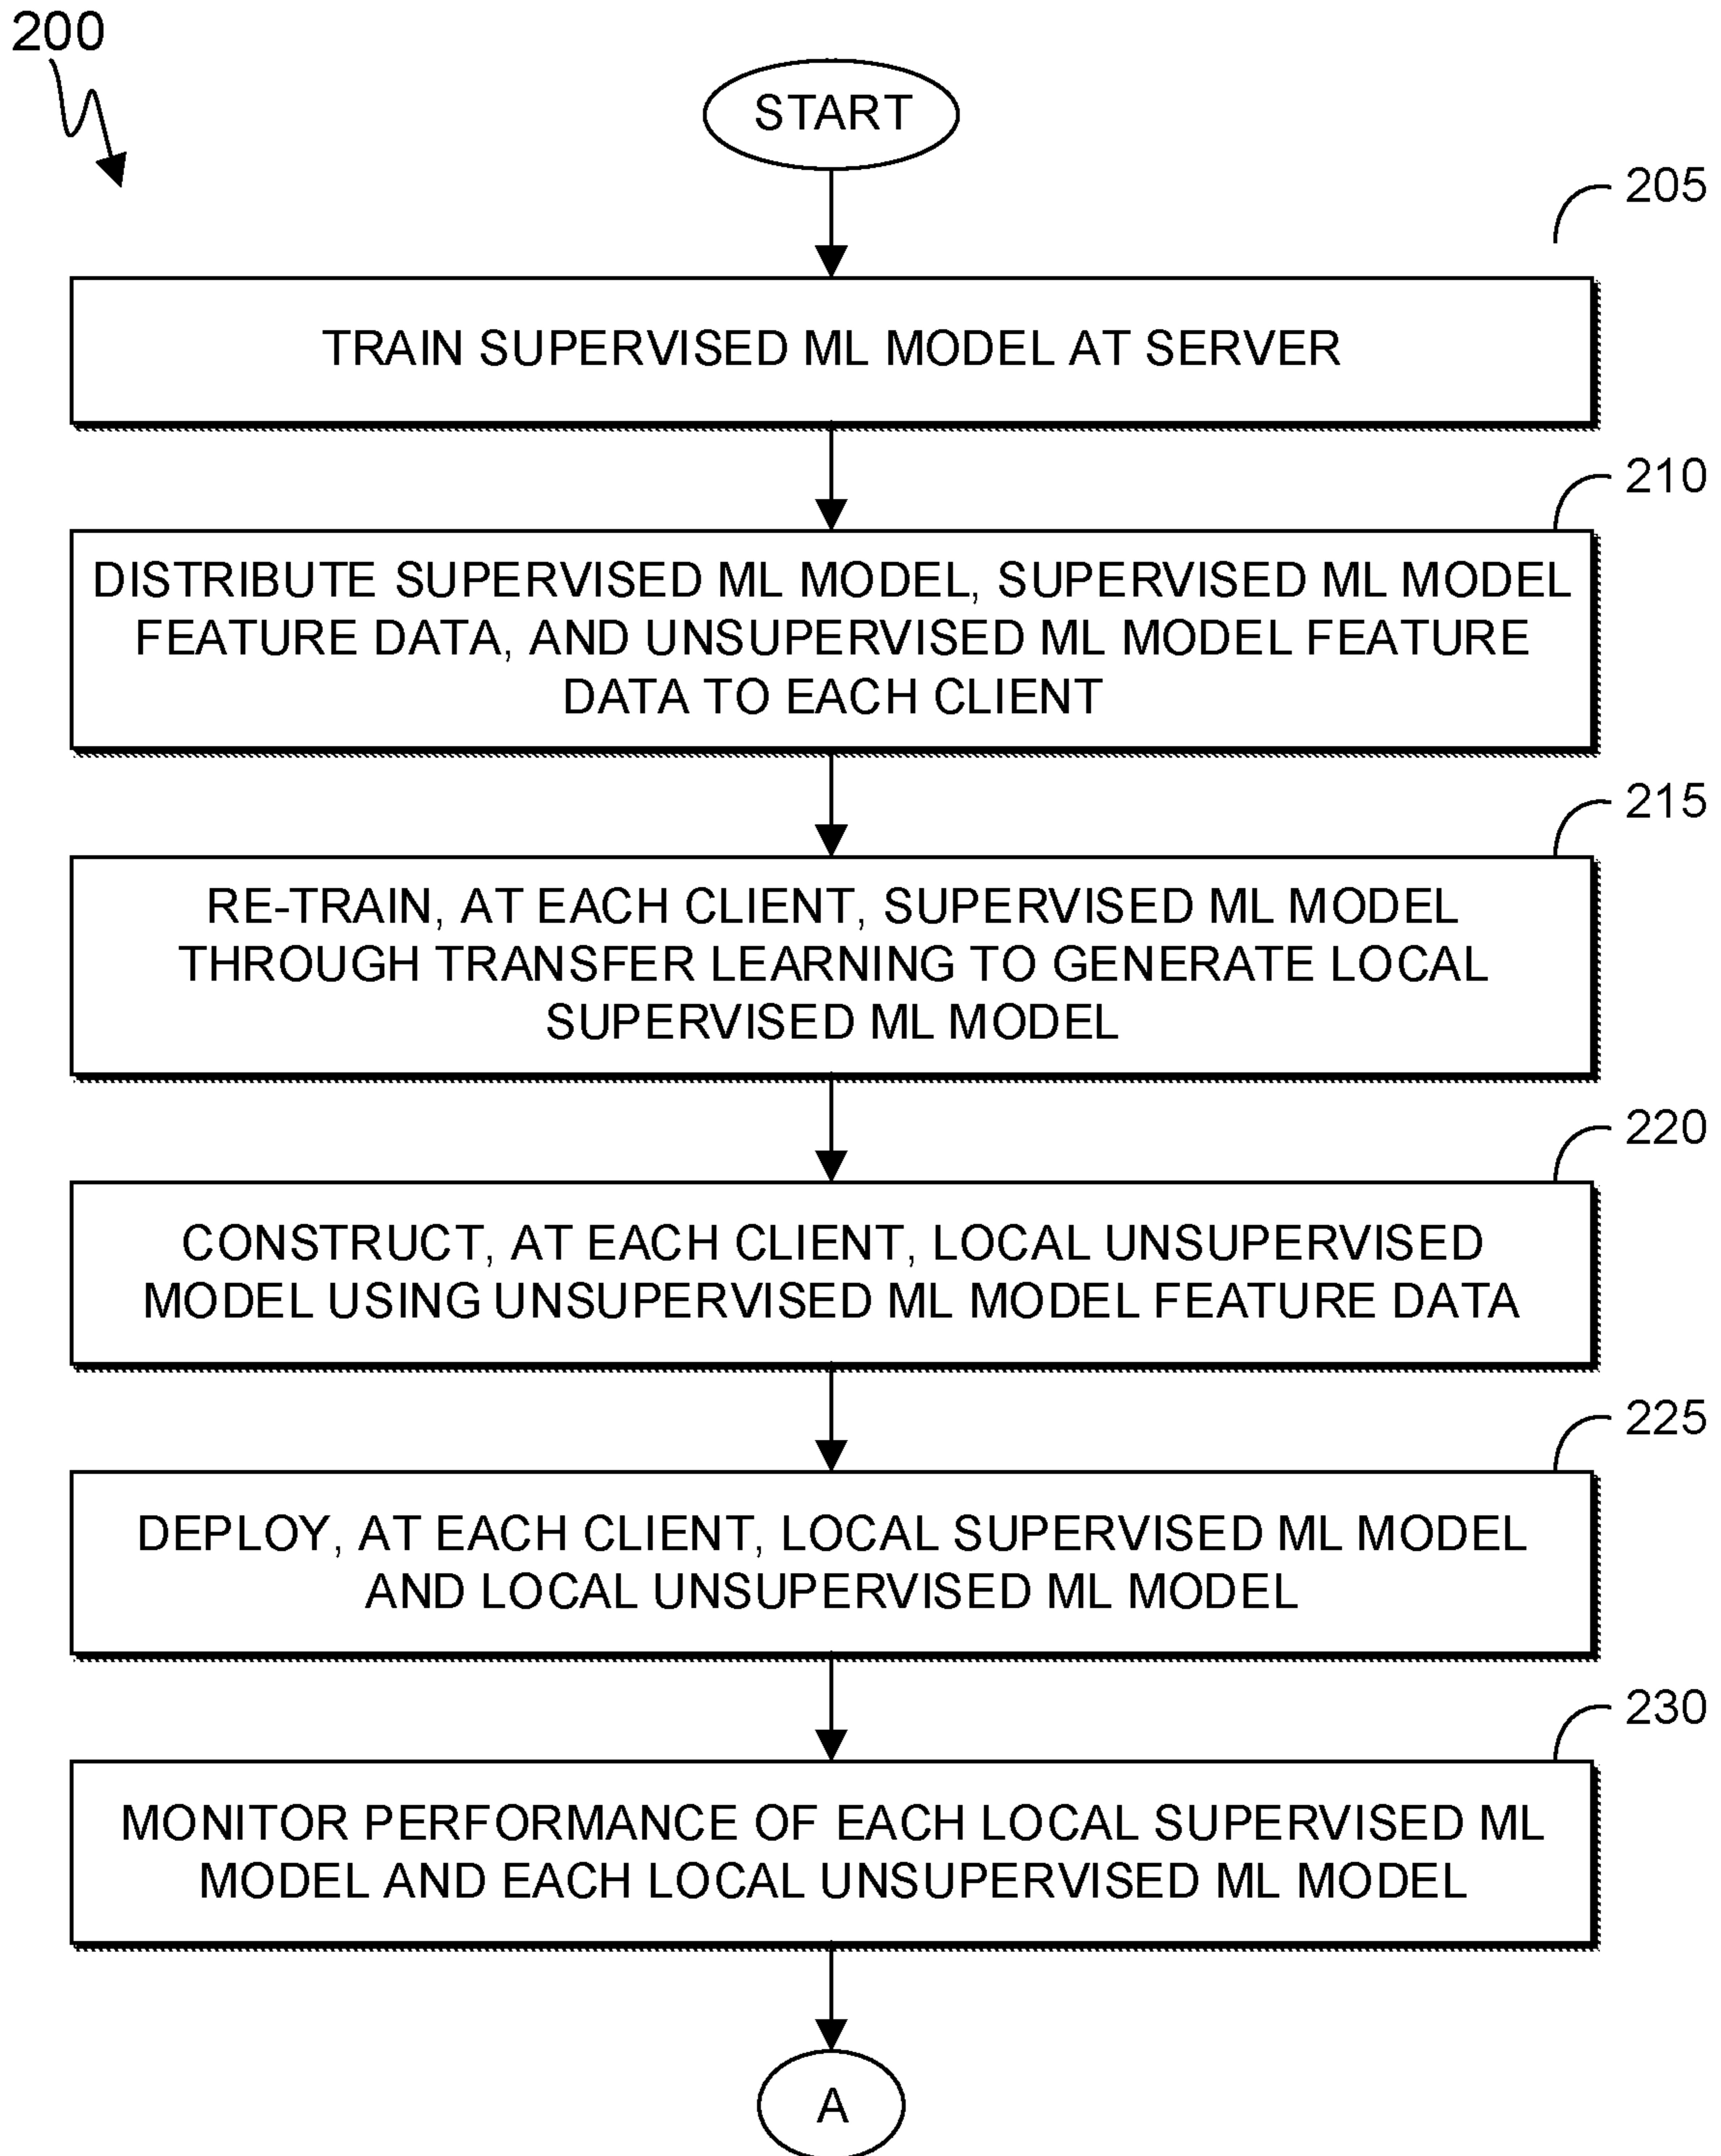 200
START
205
TRAIN SUPERVISED ML MODEL AT SERVER
210
DISTRIBUTE SUPERVISED ML MODEL, SUPERVISED ML MODEL
FEATURE DATA, AND UNSUPERVISED ML MODEL FEATURE
DATA TO EACH CLIENT
215
RE-TRAIN, AT EACH CLIENT, SUPERVISED ML MODEL
THROUGH TRANSFER LEARNING TO GENERATE LOCAL
SUPERVISED ML MODEL
220
CONSTRUCT, AT EACH CLIENT, LOCAL UNSUPERVISED
MODEL USING UNSUPERVISED ML MODEL FEATURE DATA
225
DEPLOY, AT EACH CLIENT, LOCAL SUPERVISED ML MODEL
AND LOCAL UNSUPERVISED ML MODEL
230
MONITOR PERFORMANCE OF EACH LOCAL SUPERVISED ML
MODEL AND EACH LOCAL UNSUPERVISED ML MODEL
A